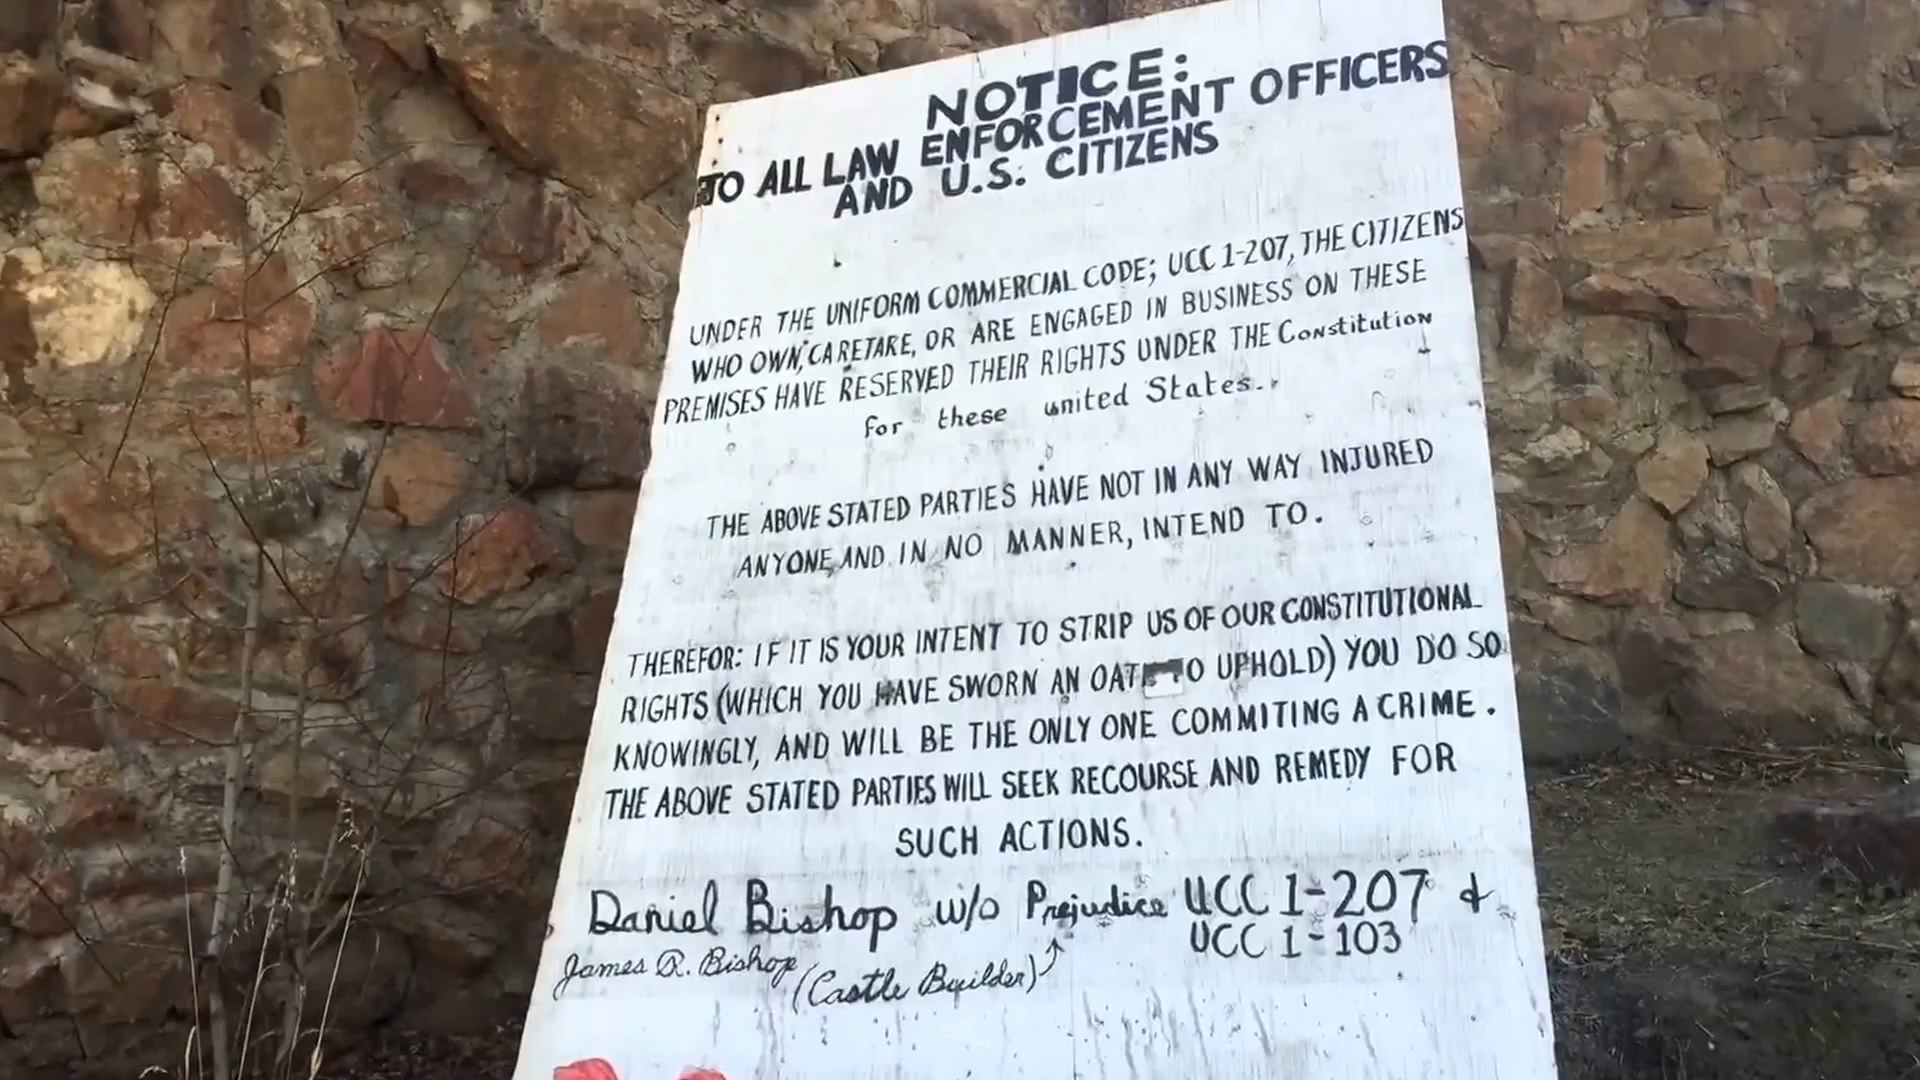 NOTICE:
TO ALL LAW ENFORCEMENT OFFICERS
AND U.S. CITIZENS
UNDER THE UNIFORM COMMERCIAL CODE; UCC 1-207, THE CITIZENS
WHO OWN, CARETAKE, OR ARE ENGAGED IN BUSINESS ON THESE
PREMISES HAVE RESERVED THEIR RIGHTS UNDER THE Constitution
for these united States.
THE ABOVE STATED PARTIES HAVE NOT IN ANY WAY INJURED
ANYONE AND IN NO MANNER, INTEND TO.
THEREFOR: IF IT IS YOUR INTENT TO STRIP US OF OUR CONSTITUTIONAL
RIGHTS (WHICH YOU HAVE SWORN AN OATH TO UPHOLD) YOU DO SO
KNOWINGLY, AND WILL BE THE ONLY ONE COMMITING A CRIME.
THE ABOVE STATED PARTIES WILL SEEK RECOURSE AND REMEDY FOR
SUCH ACTIONS.
Daniel Bishop w/o Prejudice UCC 1-207 &
UCC 1-103
James R. Bishop (Castle Builder)